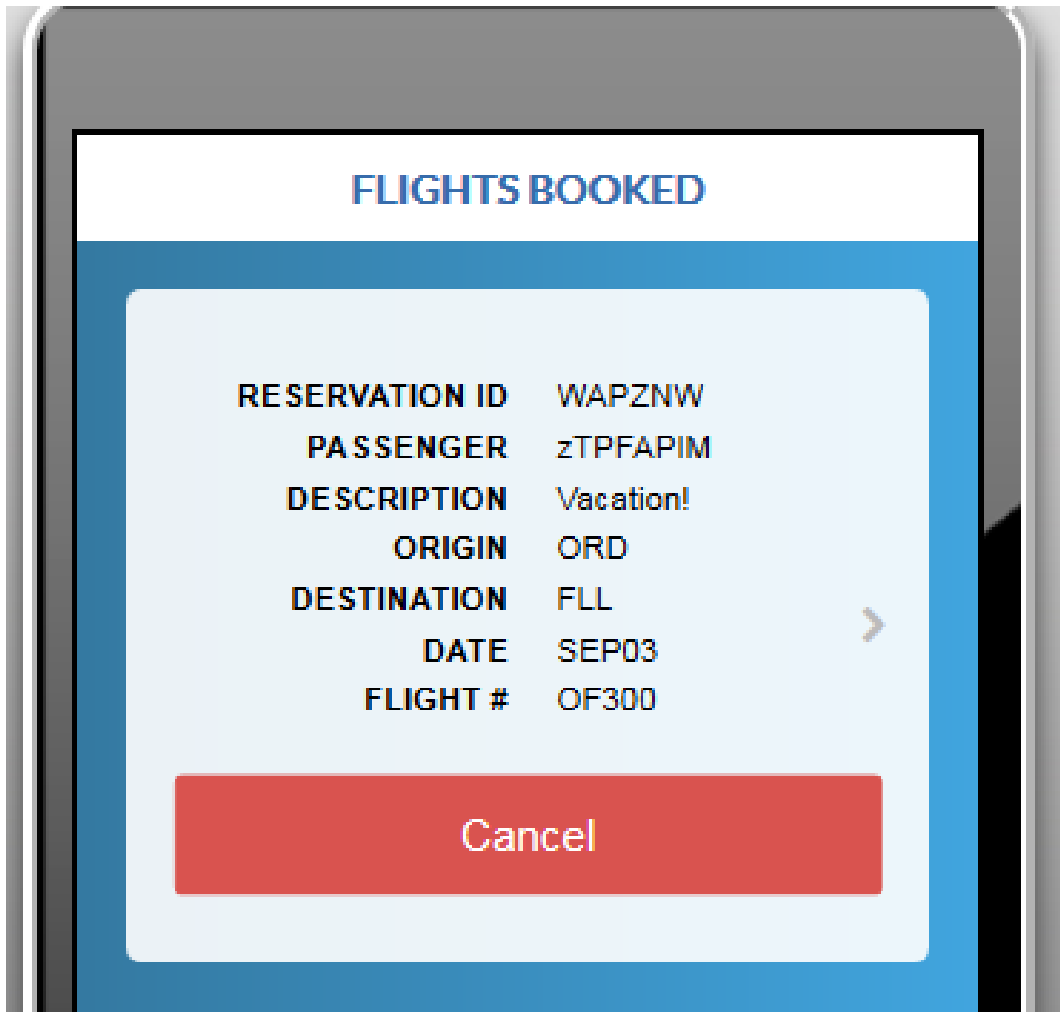 FLIGHTS BOOKED
RESERVATION ID WAPZNW
PASSENGER zTPFAPIM
DESCRIPTION Vacation!
ORIGIN ORD
DESTINATION FLL
DATE SEP03
FLIGHT # OF300
Cancel